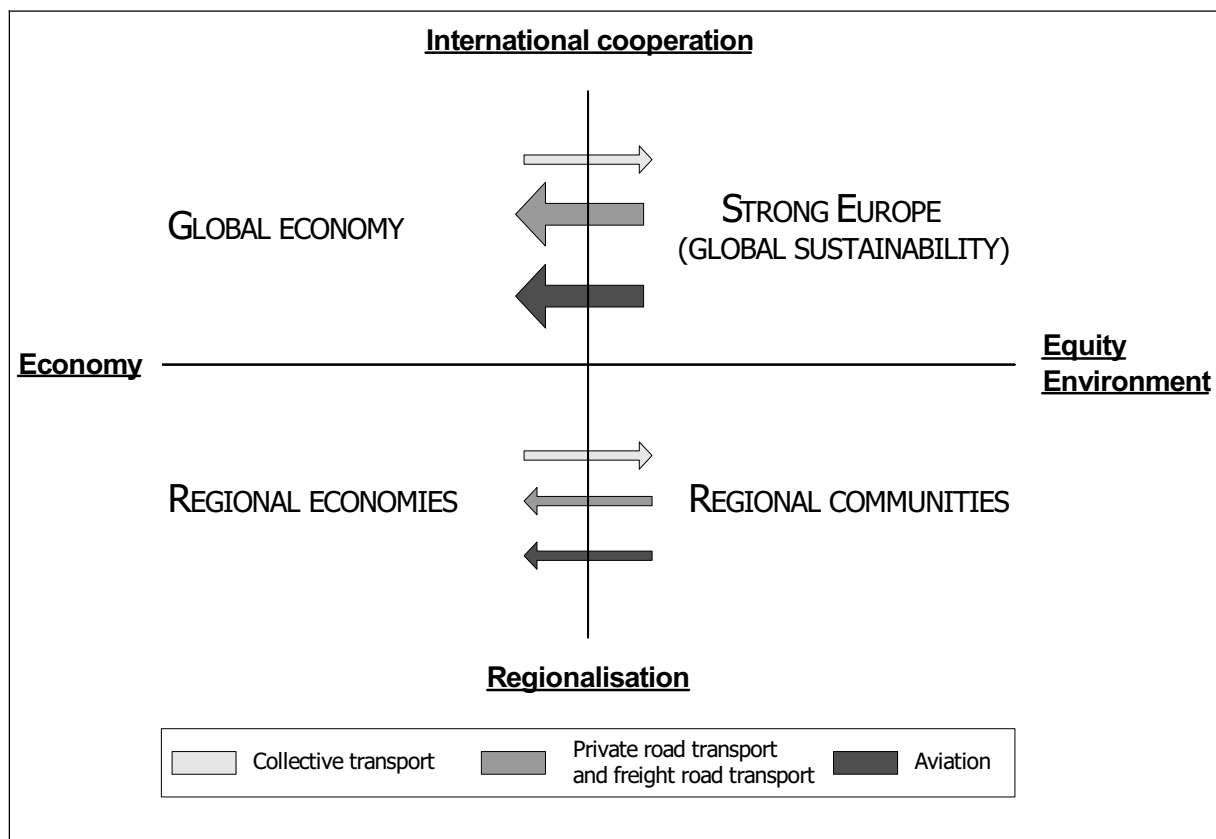 International cooperation
GLOBAL ECONOMY
STRONG EUROPE
(GLOBAL SUSTAINABILITY)
Economy
Equity
Environment
REGIONAL ECONOMIES
REGIONAL COMMUNITIES
Regionalisation
Collective transport
Private road transport
and freight road transport
Aviation